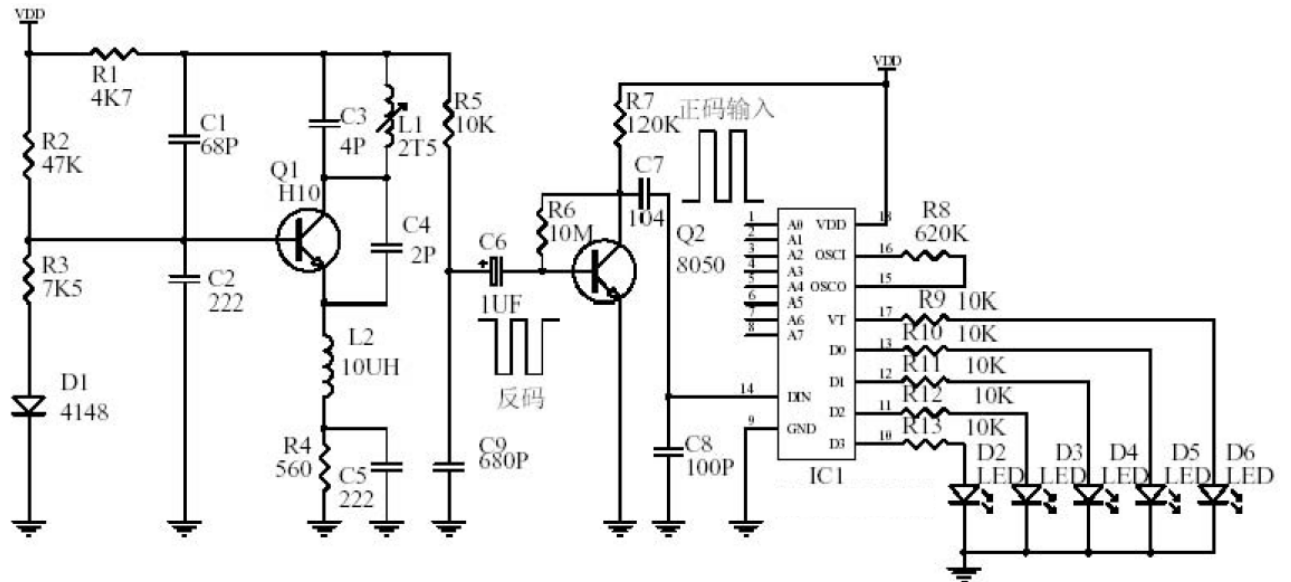 VDD
R1
4K7
R2
47K
C1
68P
C3
4P
L1
2T5
R5
10K
R7
120K
正码输入
VDD
Q1
H10
C4
2P
R3
7K5
C2
222
C6
1UF
R6
10M
C7
104
Q2
8050
反码
L2
10UH
D1
4148
R4
560
C5
222
C9
680P
C8
100P
1
2
3
4
5
6
7
8
14
9
A0
A1
A2
A3
A4
A5
A6
A7
DIN
GND
VDD
OSCI
OSCO
VT
D0
D1
D2
D3
IC1
18
16
15
17
13
12
11
10
R8
620K
R9
10K
R10
10K
R11
10K
R12
10K
R13
10K
D2
LED
D3
LED
D4
LED
D5
LED
D6
LED